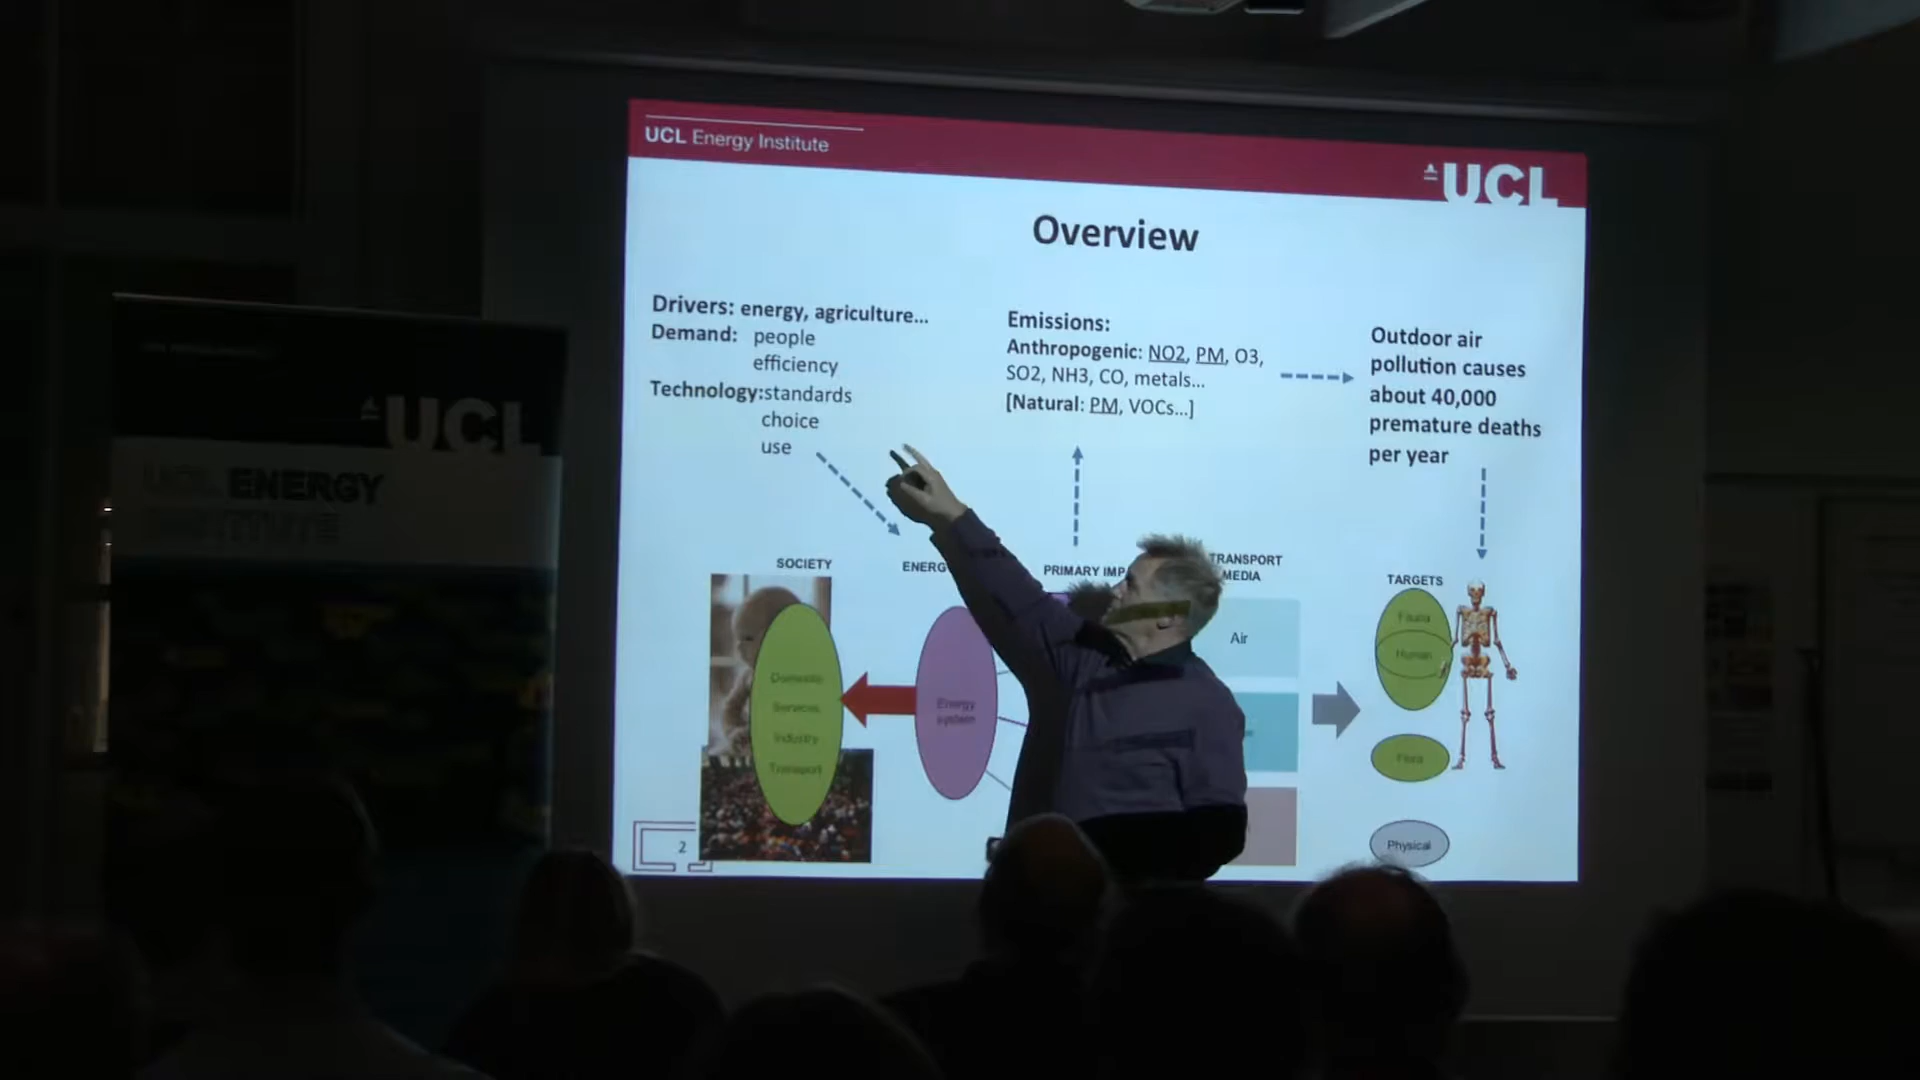 UCL Energy Institute
UCL
Overview
Drivers: energy, agriculture...
Demand: people
efficiency
Technology:standards
choice
use
Emissions:
Anthropogenic: NO2, PM, O3,
SO2, NH3, CO, metals...
[Natural: PM, VOCs...]
Outdoor air
pollution causes
about 40,000
premature deaths
per year
SOCIETY
ENERG
PRIMARY IMP
TRANSPORT
MEDIA
TARGETS
Domestic
Services
Industry
Transport
Energy
system
Air
Fauna
Human
Flora
Physical
2
UCL
UCL ENERGY
INSTITUTE